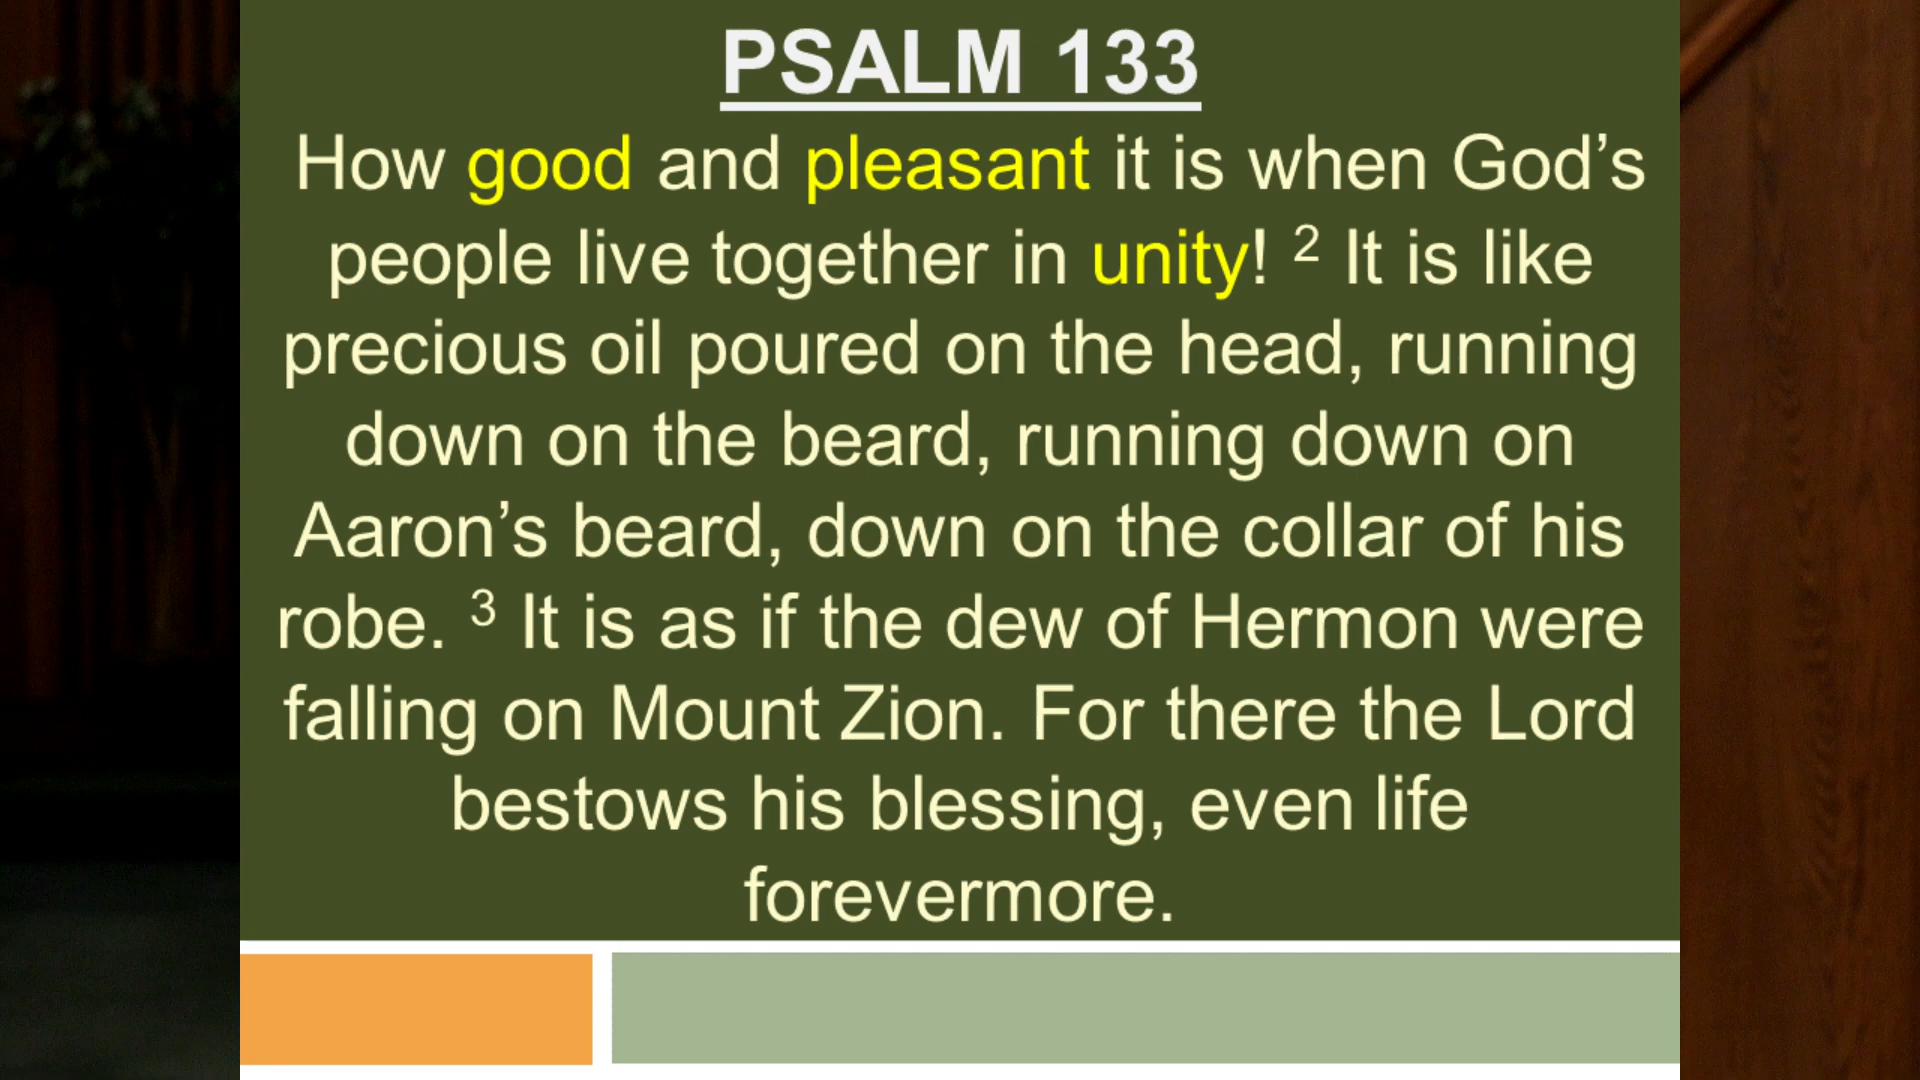 PSALM 133
How good and pleasant it is when God’s
people live together in unity! ² It is like
precious oil poured on the head, running
down on the beard, running down on
Aaron’s beard, down on the collar of his
robe. ³ It is as if the dew of Hermon were
falling on Mount Zion. For there the Lord
bestows his blessing, even life
forevermore.